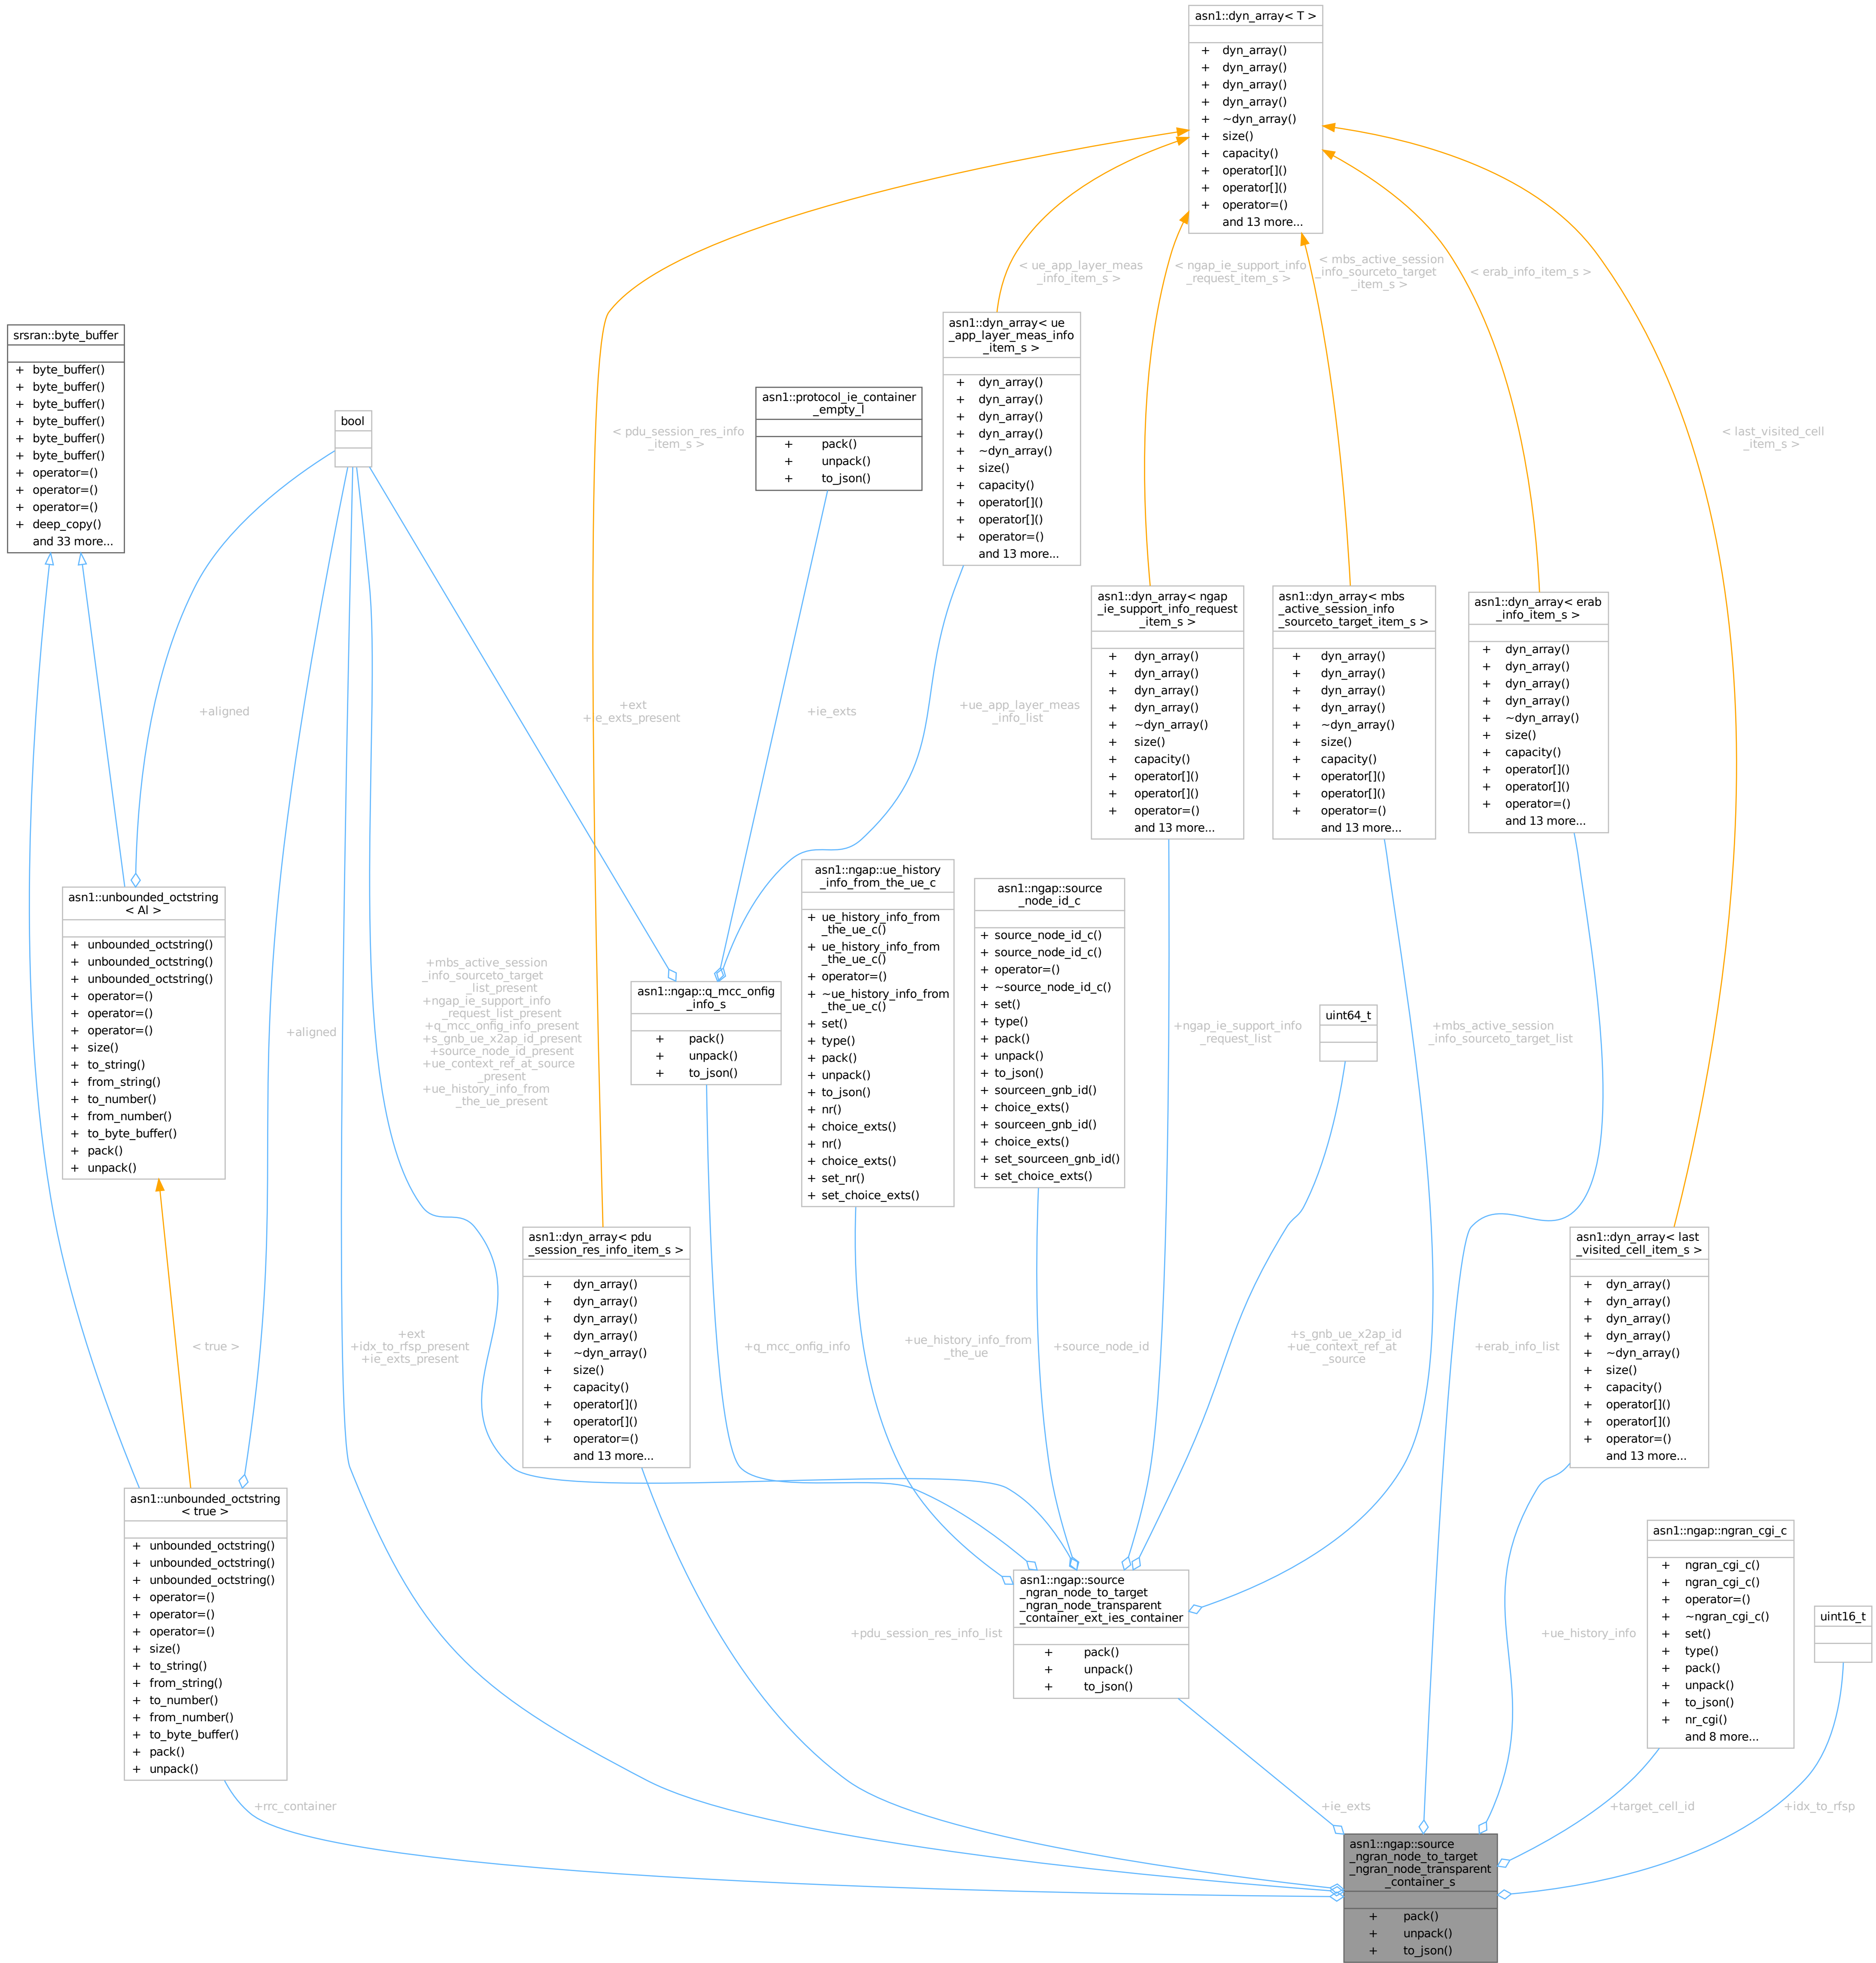 asn1::dyn_array< T >
+ dyn_array()
+ dyn_array()
+ dyn_array()
+ dyn_array()
+ ~dyn_array()
+ size()
+ capacity()
+ operator[]()
+ operator[]()
+ operator=()
and 13 more...
< ue_app_layer_meas
_info_item_s >
< ngap_ie_support_info
_request_item_s >
< mbs_active_session
_info_sourceto_target
_item_s >
< erab_info_item_s >
srsran::byte_buffer
+ byte_buffer()
+ byte_buffer()
+ byte_buffer()
+ byte_buffer()
+ byte_buffer()
+ byte_buffer()
+ operator=()
+ operator=()
+ operator=()
+ deep_copy()
and 33 more...
bool
< pdu_session_res_info
_item_s >
asn1::protocol_ie_container
_empty_l
+ pack()
+ unpack()
+ to_json()
asn1::dyn_array< ue
_app_layer_meas_info
_item_s >
+ dyn_array()
+ dyn_array()
+ dyn_array()
+ dyn_array()
+ ~dyn_array()
+ size()
+ capacity()
+ operator[]()
+ operator[]()
+ operator=()
and 13 more...
< last_visited_cell
_item_s >
asn1::dyn_array< ngap
_ie_support_info_request
_item_s >
+ dyn_array()
+ dyn_array()
+ dyn_array()
+ dyn_array()
+ ~dyn_array()
+ size()
+ capacity()
+ operator[]()
+ operator[]()
+ operator=()
and 13 more...
asn1::dyn_array< mbs
_active_session_info
_sourceto_target_item_s >
+ dyn_array()
+ dyn_array()
+ dyn_array()
+ dyn_array()
+ ~dyn_array()
+ size()
+ capacity()
+ operator[]()
+ operator[]()
+ operator=()
and 13 more...
asn1::dyn_array< erab
_info_item_s >
+ dyn_array()
+ dyn_array()
+ dyn_array()
+ dyn_array()
+ ~dyn_array()
+ size()
+ capacity()
+ operator[]()
+ operator[]()
+ operator=()
and 13 more...
+aligned
+ext
+ie_exts_present
+ie_exts
+ue_app_layer_meas
_info_list
asn1::unbounded_octstring
< Al >
+ unbounded_octstring()
+ unbounded_octstring()
+ unbounded_octstring()
+ operator=()
+ operator=()
+ operator=()
+ size()
+ to_string()
+ from_string()
+ to_number()
+ from_number()
+ to_byte_buffer()
+ pack()
+ unpack()
+aligned
+mbs_active_session
_info_sourceto_target
_list_present
+ngap_ie_support_info
_request_list_present
+q_mcc_onfig_info_present
+s_gnb_ue_x2ap_id_present
+source_node_id_present
+ue_context_ref_at_source
_present
+ue_history_info_from
_the_ue_present
asn1::ngap::q_mcc_onfig
_info_s
+ pack()
+ unpack()
+ to_json()
asn1::ngap::ue_history
_info_from_the_ue_c
+ ue_history_info_from
_the_ue_c()
+ ue_history_info_from
_the_ue_c()
+ operator=()
+ ~ue_history_info_from
_the_ue_c()
+ set()
+ type()
+ pack()
+ unpack()
+ to_json()
+ nr()
+ choice_exts()
+ nr()
+ choice_exts()
+ set_nr()
+ set_choice_exts()
asn1::ngap::source
_node_id_c
+ source_node_id_c()
+ source_node_id_c()
+ operator=()
+ ~source_node_id_c()
+ set()
+ type()
+ pack()
+ unpack()
+ to_json()
+ sourceen_gnb_id()
+ choice_exts()
+ sourceen_gnb_id()
+ choice_exts()
+ set_sourceen_gnb_id()
+ set_choice_exts()
+ngap_ie_support_info
_request_list
uint64_t
+mbs_active_session
_info_sourceto_target_list
asn1::dyn_array< pdu
_session_res_info_item_s >
+ dyn_array()
+ dyn_array()
+ dyn_array()
+ dyn_array()
+ ~dyn_array()
+ size()
+ capacity()
+ operator[]()
+ operator[]()
+ operator=()
and 13 more...
asn1::dyn_array< last
_visited_cell_item_s >
+ dyn_array()
+ dyn_array()
+ dyn_array()
+ dyn_array()
+ ~dyn_array()
+ size()
+ capacity()
+ operator[]()
+ operator[]()
+ operator=()
and 13 more...
< true >
+ext
+idx_to_rfsp_present
+ie_exts_present
+q_mcc_onfig_info
+ue_history_info_from
_the_ue
+source_node_id
+s_gnb_ue_x2ap_id
+ue_context_ref_at
_source
+erab_info_list
asn1::unbounded_octstring
< true >
+ unbounded_octstring()
+ unbounded_octstring()
+ unbounded_octstring()
+ operator=()
+ operator=()
+ operator=()
+ size()
+ to_string()
+ from_string()
+ to_number()
+ from_number()
+ to_byte_buffer()
+ pack()
+ unpack()
+pdu_session_res_info_list
asn1::ngap::source
_ngran_node_to_target
_ngran_node_transparent
_container_ext_ies_container
+ pack()
+ unpack()
+ to_json()
+ue_history_info
asn1::ngap::ngran_cgi_c
+ ngran_cgi_c()
+ ngran_cgi_c()
+ operator=()
+ ~ngran_cgi_c()
+ set()
+ type()
+ pack()
+ unpack()
+ to_json()
+ nr_cgi()
and 8 more...
uint16_t
+rrc_container
+ie_exts
+target_cell_id
+idx_to_rfsp
asn1::ngap::source
_ngran_node_to_target
_ngran_node_transparent
_container_s
+ pack()
+ unpack()
+ to_json()